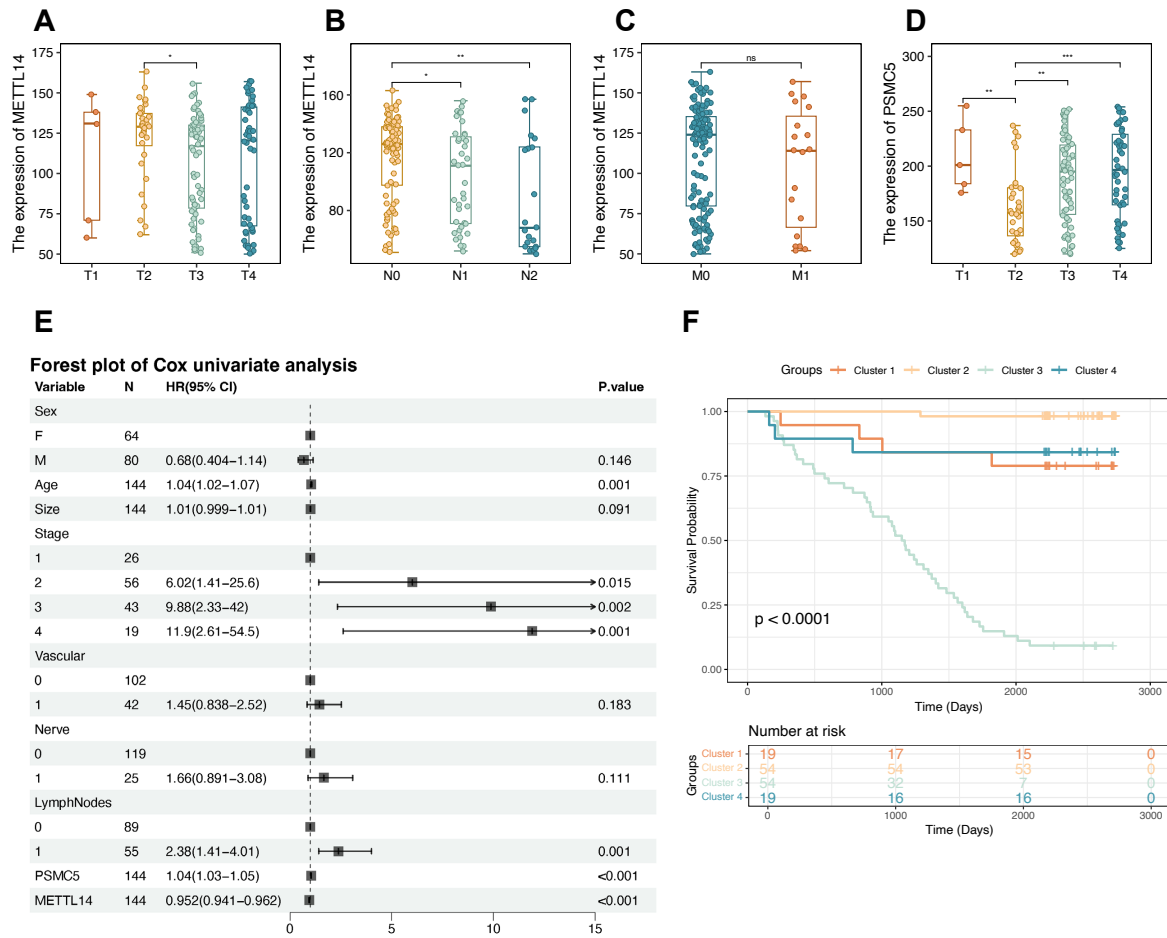 A
B
C
D
The expression of METTL14
175
150
125
100
75
50
*
T1 T2 T3 T4
The expression of METTL14
160
120
80
**
*
N0 N1 N2
The expression of METTL14
175
150
125
100
75
50
ns
M0 M1
The expression of PSMC5
300
250
200
150
***
**
**
T1 T2 T3 T4
E
Forest plot of Cox univariate analysis
Variable N HR(95% CI) P.value
Sex
F 64
M 80 0.68(0.404−1.14) 0.146
Age 144 1.04(1.02−1.07) 0.001
Size 144 1.01(0.999−1.01) 0.091
Stage
1 26
2 56 6.02(1.41−25.6) 0.015
3 43 9.88(2.33−42) 0.002
4 19 11.9(2.61−54.5) 0.001
Vascular
0 102
1 42 1.45(0.838−2.52) 0.183
Nerve
0 119
1 25 1.66(0.891−3.08) 0.111
LymphNodes
0 89
1 55 2.38(1.41−4.01) 0.001
PSMC5 144 1.04(1.03−1.05) <0.001
METTL14 144 0.952(0.941−0.962) <0.001
0 5 10 15
F
Groups Cluster 1 Cluster 2 Cluster 3 Cluster 4
Survival Probability
1.00
0.75
0.50
0.25
0.00
p < 0.0001
0 1000 2000 3000
Time (Days)
Number at risk
Groups
Cluster 1 19 17 15 0
Cluster 2 54 54 53 0
Cluster 3 54 32 7 0
Cluster 4 19 16 16 0
0 1000 2000 3000
Time (Days)